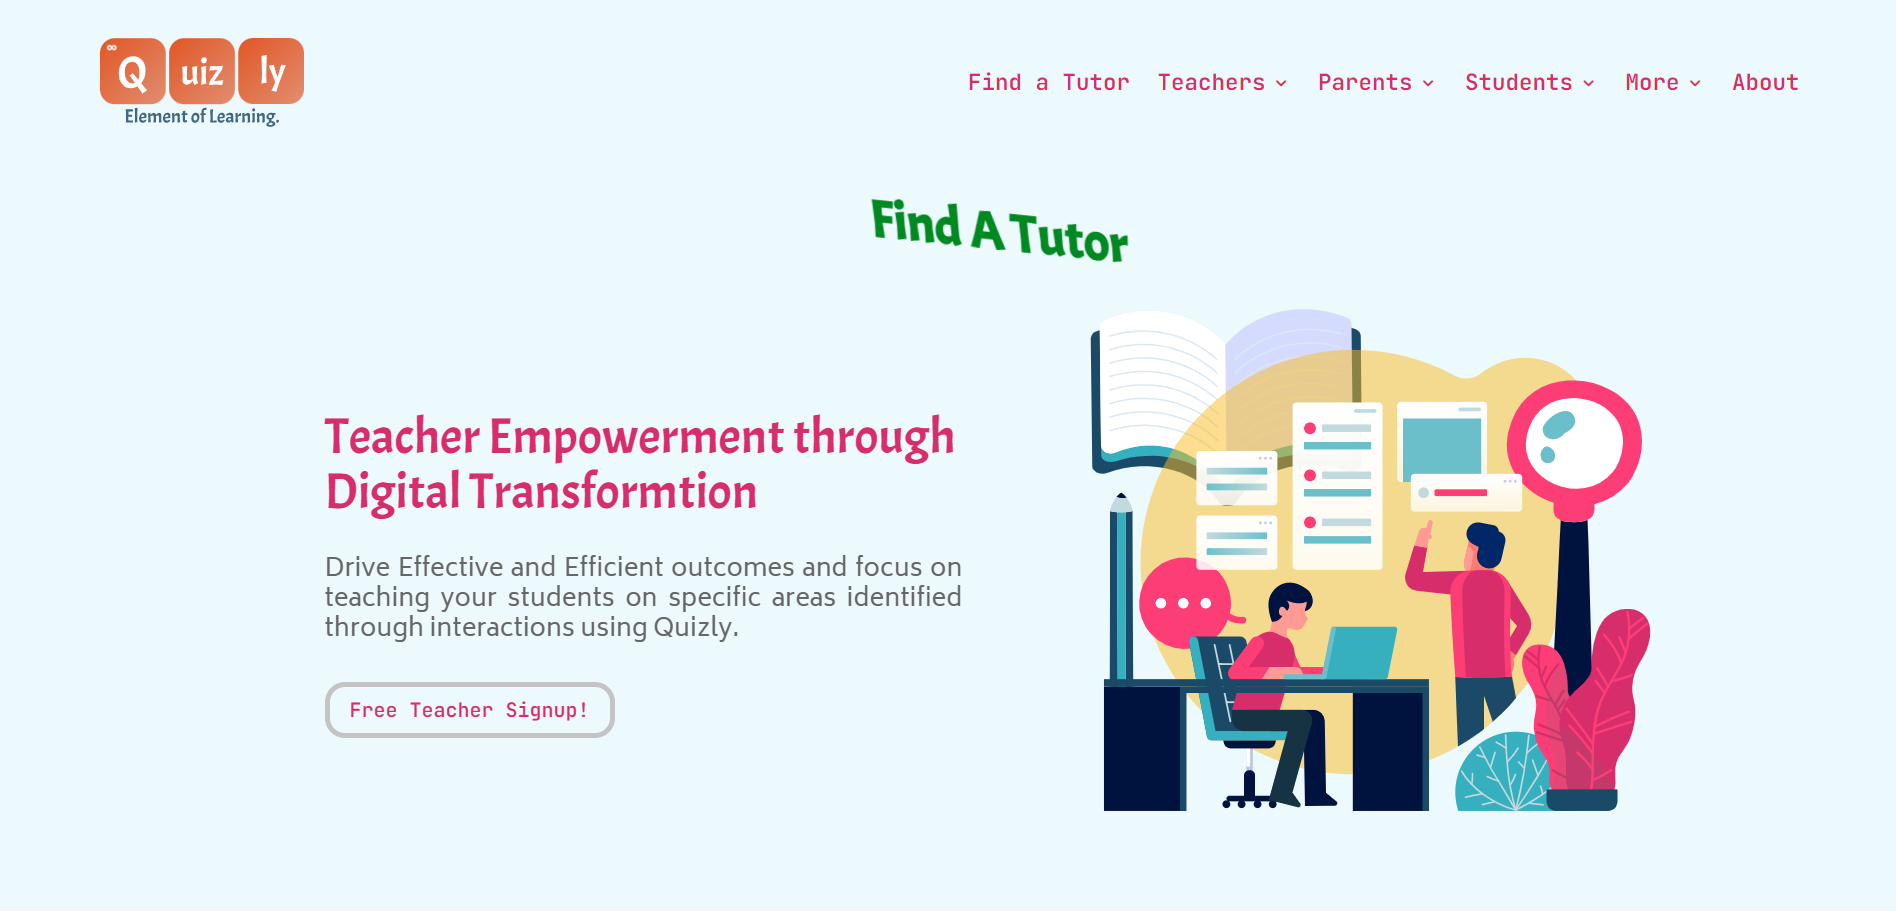 Quizly
Element of Learning.
Find a Tutor Teachers Parents Students More About
Find A Tutor
Teacher Empowerment through
Digital Transformtion
Drive Effective and Efficient outcomes and focus on
teaching your students on specific areas identified
through interactions using Quizly.
Free Teacher Signup!